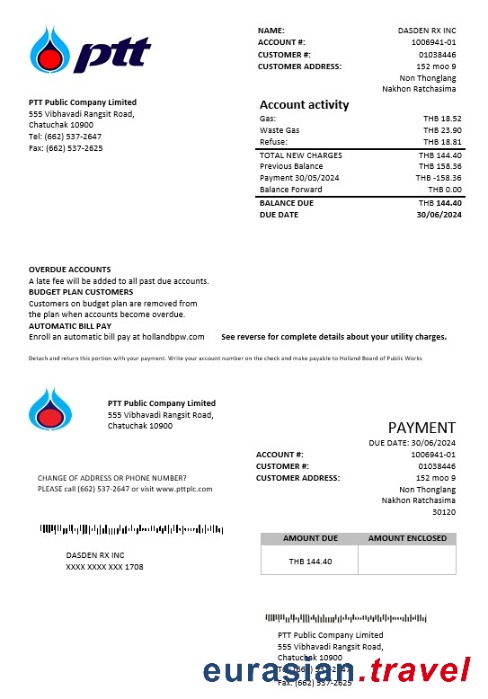 ptt
NAME: DASDEN RX INC
ACCOUNT #: 1006941-01
CUSTOMER #: 01038446
CUSTOMER ADDRESS: 152 moo 9
Non Thonglang
Nakhon Ratchasima
PTT Public Company Limited
555 Vibhavadi Rangsit Road,
Chatuchak 10900
Tel: (662) 537-2647
Fax: (662) 537-2625
Account activity
Gas: THB 18.52
Waste Gas THB 23.90
Refuse: THB 18.81
TOTAL NEW CHARGES THB 144.40
Previous Balance THB 158.36
Payment 30/05/2024 THB -158.36
Balance Forward THB 0.00
BALANCE DUE THB 144.40
DUE DATE 30/06/2024
OVERDUE ACCOUNTS
A late fee will be added to all past due accounts.
BUDGET PLAN CUSTOMERS
Customers on budget plan are removed from
the plan when accounts become overdue.
AUTOMATIC BILL PAY
Enroll an automatic bill pay at hollandbpw.com See reverse for complete details about your utility charges.
Detach and return this portion with your payment. Write your account number on the check and make payable to Holland Board of Public Works
PTT Public Company Limited
555 Vibhavadi Rangsit Road,
Chatuchak 10900
PAYMENT
DUE DATE: 30/06/2024
ACCOUNT #: 1006941-01
CUSTOMER #: 01038446
CUSTOMER ADDRESS: 152 moo 9
Non Thonglang
Nakhon Ratchasima
30120
CHANGE OF ADDRESS OR PHONE NUMBER?
PLEASE call (662) 537-2647 or visit www.pttplc.com
DASDEN RX INC
XXXX XXXX XXX 1708
AMOUNT DUE AMOUNT ENCLOSED
THB 144.40
PTT Public Company Limited
555 Vibhavadi Rangsit Road,
Chatuchak 10900
Tel: (662) 537-2647
Fax: (662) 537-2625
eurasian.travel